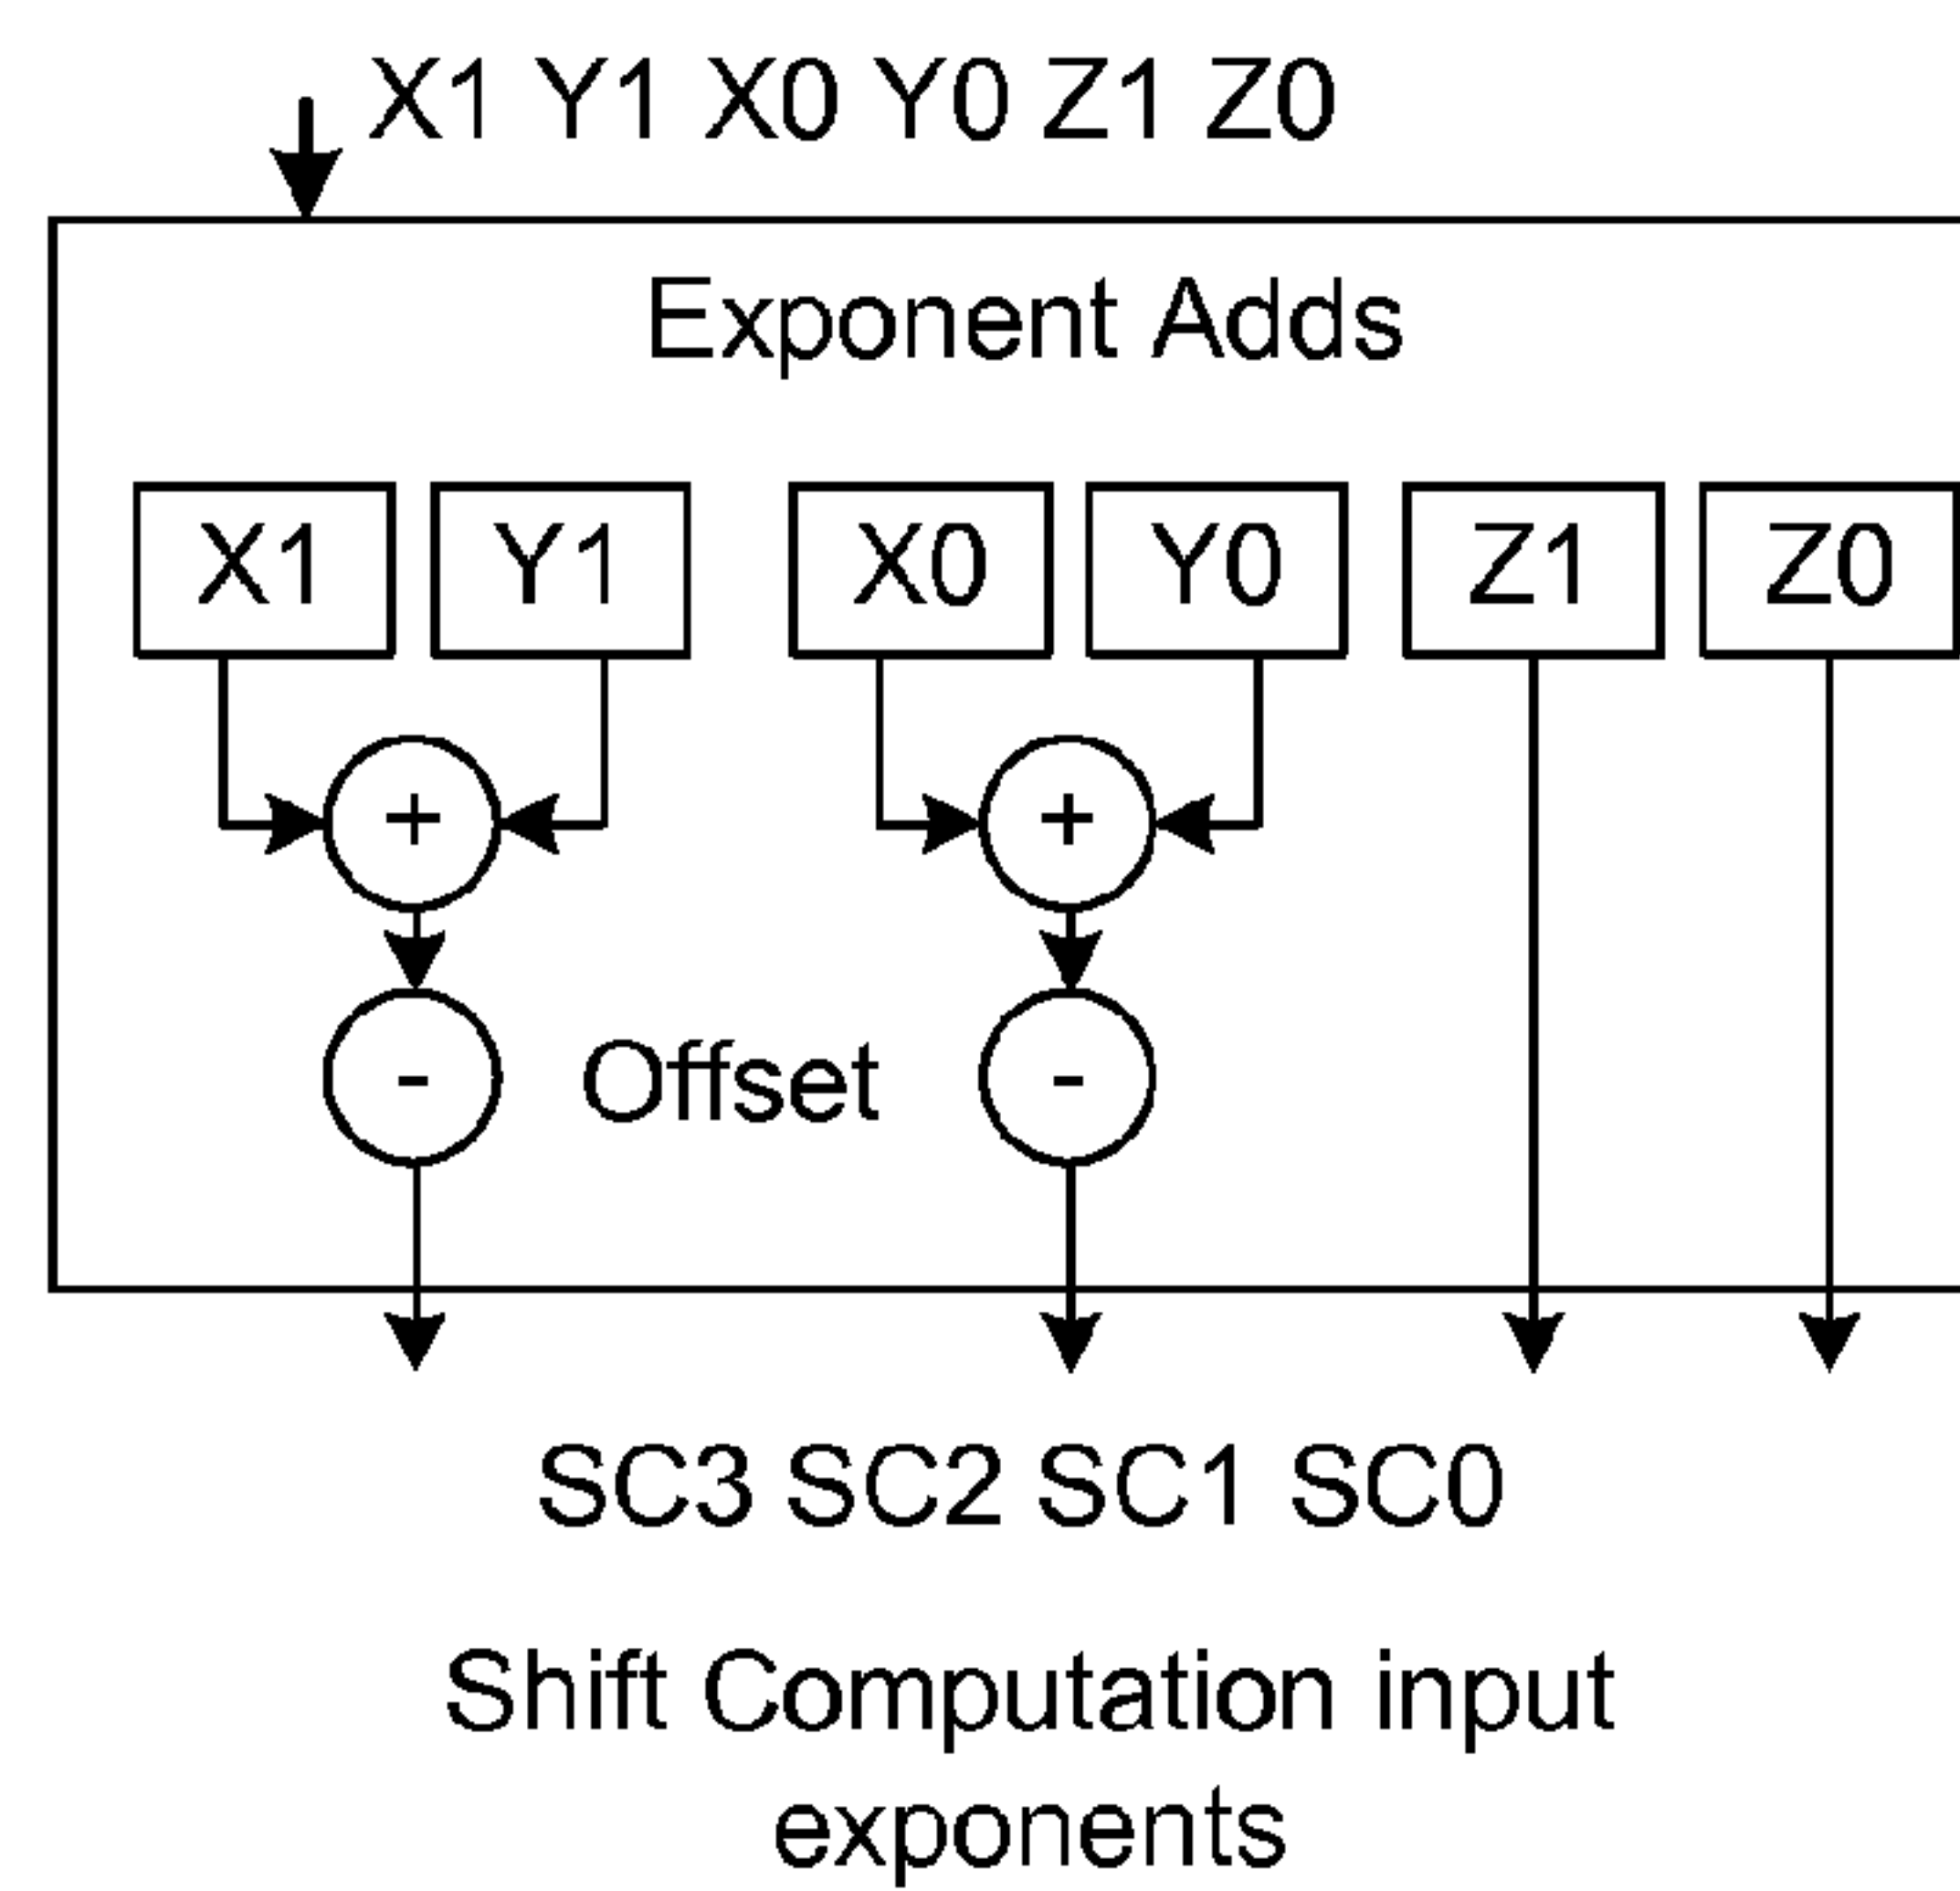 X1 Y1 X0 Y0 Z1 Z0
Exponent Adds
X1 Y1 X0 Y0 Z1 Z0
+ +
- Offset -
SC3 SC2 SC1 SC0
Shift Computation input
exponents